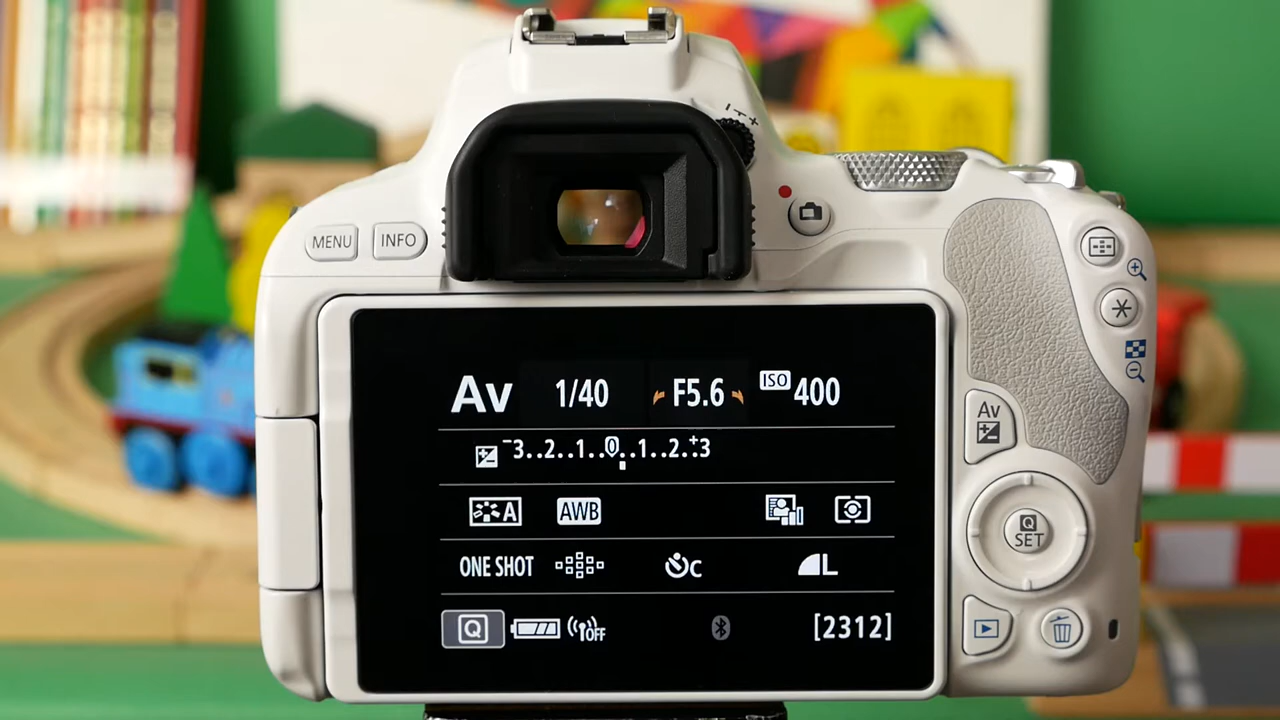 MENU INFO
Av 1/40 F5.6 ISO 400
-3..2..1..0..1..2..+3
A AWB
ONE SHOT C L
Q OFF [2312]
Av
Q
SET